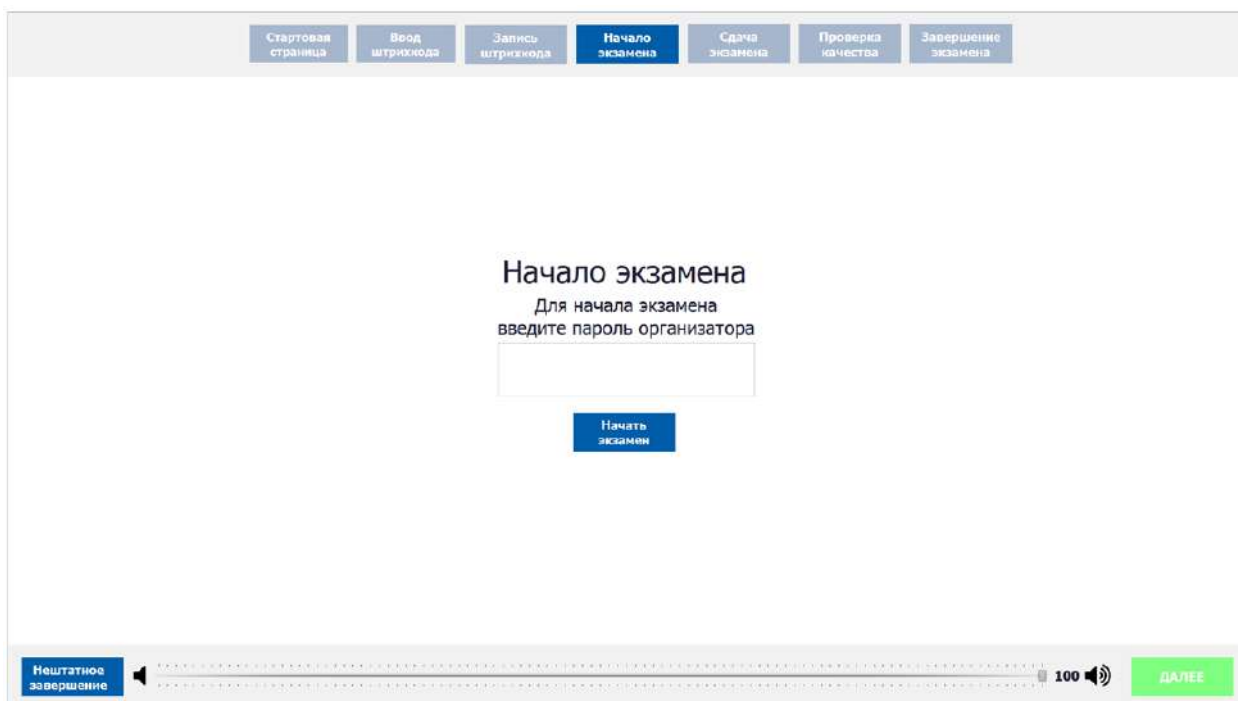 Стартовая
страница
Ввод
штрихкода
Запись
штрихкода
Начало
экзамена
Сдача
экзамена
Проверка
качества
Завершение
экзамена
Начало экзамена
Для начала экзамена
введите пароль организатора
Начать
экзамен
Нештатное
завершение
100
ДАЛЕЕ